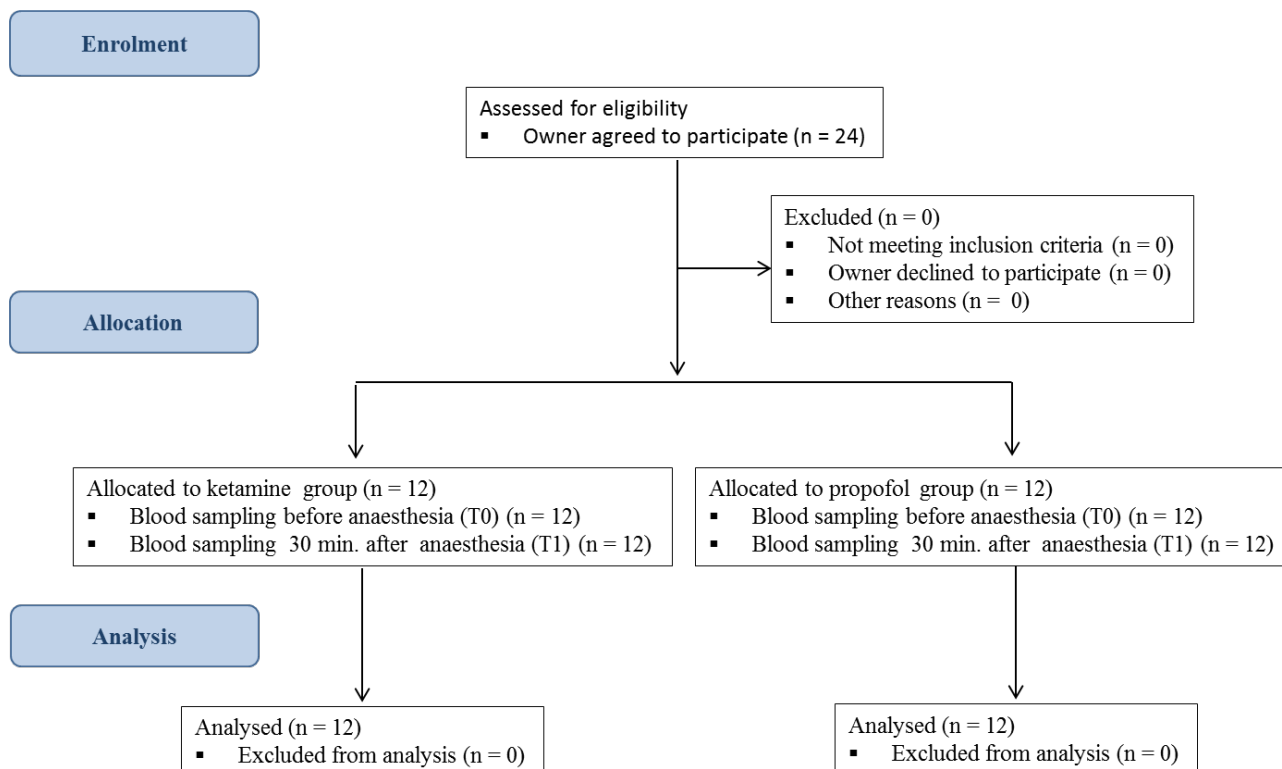 Enrolment
Assessed for eligibility
▪ Owner agreed to participate (n = 24)
Excluded (n = 0)
▪ Not meeting inclusion criteria (n = 0)
▪ Owner declined to participate (n = 0)
▪ Other reasons (n =  0)
Allocation
Allocated to ketamine group (n = 12)
▪ Blood sampling before anaesthesia (T0) (n = 12)
▪ Blood sampling 30 min. after anaesthesia (T1) (n = 12)
Allocated to propofol group (n = 12)
▪ Blood sampling before anaesthesia (T0) (n = 12)
▪ Blood sampling 30 min. after anaesthesia (T1) (n = 12)
Analysis
Analysed (n = 12)
▪ Excluded from analysis (n = 0)
Analysed (n = 12)
▪ Excluded from analysis (n = 0)